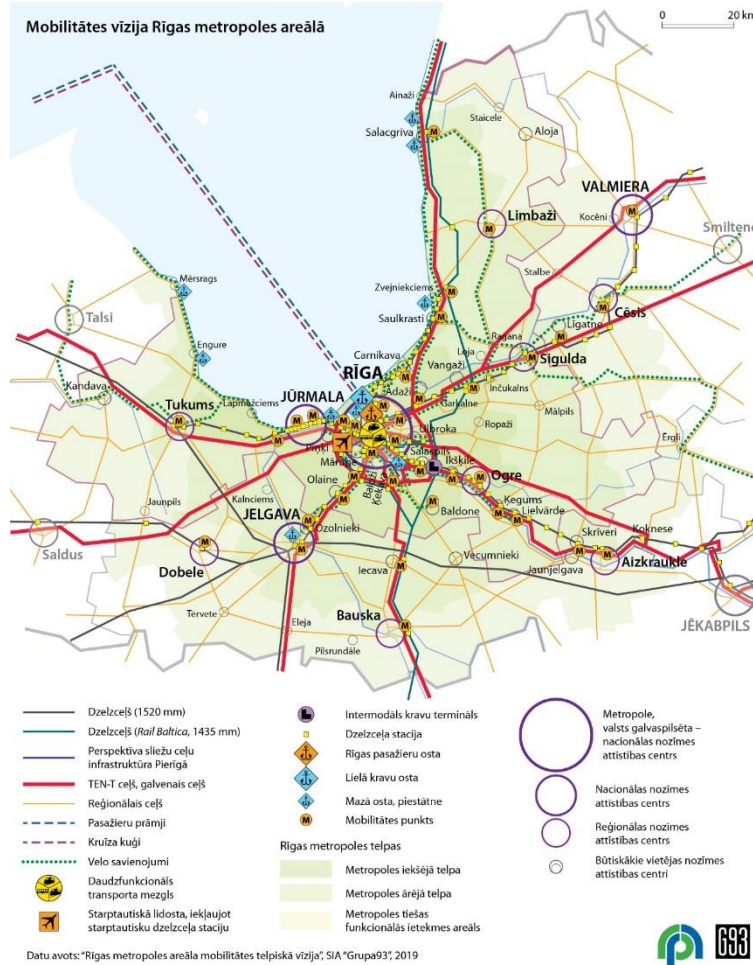 Mobilitātes vīzija Rīgas metropoles areālā
0 20 km
Ainaži
Staicele
Salacgrīva
Aloja
VALMIERA
Limbaži
Kocēni
Smiltene
Mērsrags
Stalbe
Zvejniekciems
Cēsis
Talsi
Saulkrasti
Līgatne
Engure
Ragana
Carnikava
Loja
Sigulda
RĪGA
Vangaži
Kandava
JŪRMALA
Ādaži
Inčukalns
Lapmežciems
Garkalne
Mālpils
Tukums
Ropaži
Ulbroka
Ērgļi
Piņķi
Salaspils
Mārupe
Ikšķile
Olaine
Baloži
Ķekava
Ogre
Jaunpils
Kalnciems
Ķegums
JELGAVA
Baldone
Lielvārde
Ozolnieki
Skrīveri
Koknese
Saldus
Dobele
Vecumnieki
Iecava
Jaunjelgava
Aizkraukle
Tērvete
Eleja
Bauska
JĒKABPILS
Pilsrundāle
Dzelzceļš (1520 mm)
Dzelzceļš (Rail Baltica, 1435 mm)
Perspektīva sliežu ceļu
infrastruktūra Pierīgā
TEN-T ceļš, galvenais ceļš
Reģionālais ceļš
Pasažieru prāmji
Kruīza kuģi
Velo savienojumi
Daudzfunkcionāls
transporta mezgls
Starptautiskā lidosta, iekļaujot
starptautisku dzelzceļa staciju
Intermodāls kravu termināls
Dzelzceļa stacija
Rīgas pasažieru osta
Lielā kravu osta
Mazā osta, piestātne
M Mobilitātes punkts
Rīgas metropoles telpas
Metropoles iekšējā telpa
Metropoles ārējā telpa
Metropoles tiešas
funkcionālās ietekmes areāls
Metropole,
valsts galvaspilsēta –
nacionālas nozīmes
attīstības centrs
Nacionālas nozīmes
attīstības centrs
Reģionālas nozīmes
attīstības centrs
Būtiskākie vietējas nozīmes
attīstības centri
Datu avots: "Rīgas metropoles areāla mobilitātes telpiskā vīzija", SIA "Grupa93", 2019
G93